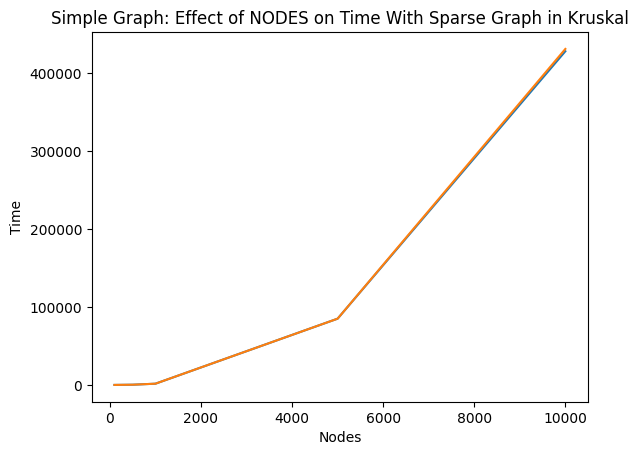 Simple Graph: Effect of NODES on Time With Sparse Graph in Kruskal
400000
300000
200000
100000
0
Time
0 2000 4000 6000 8000 10000
Nodes